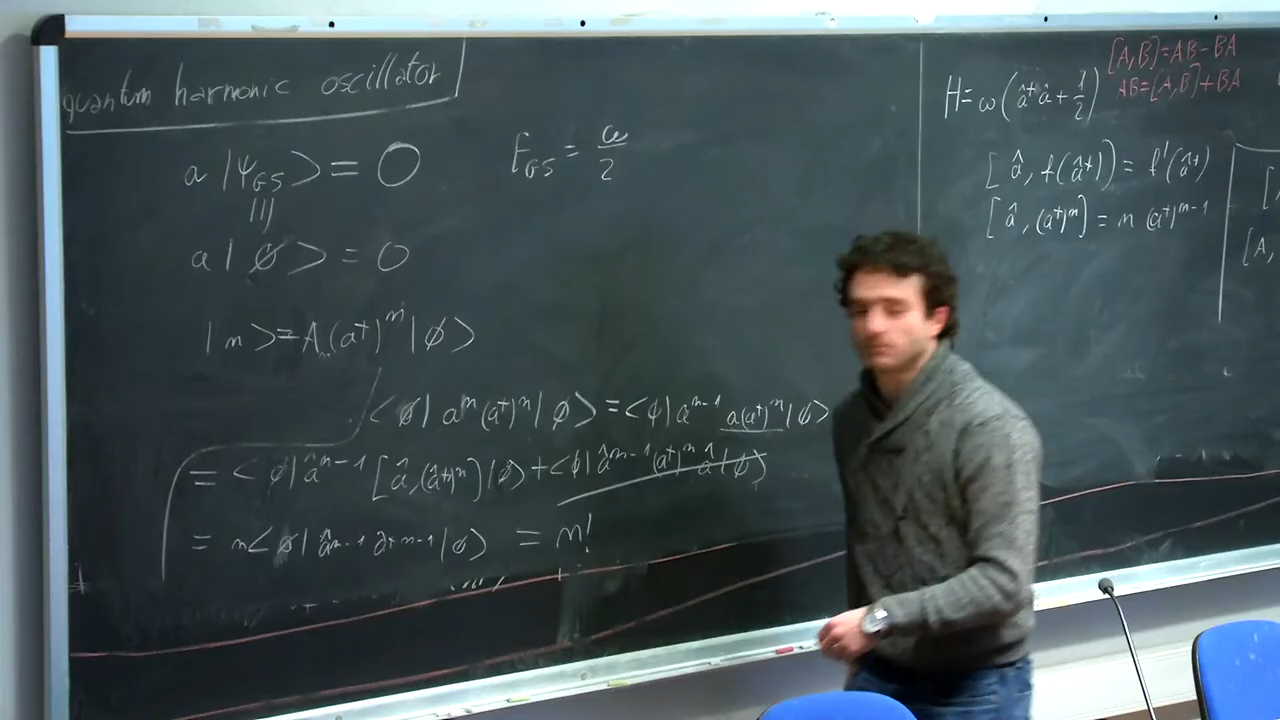 quantum harmonic oscillator
a |ψ_GS> = 0
E_GS = ω/2
|||
a | ∅ > = 0
| n > = A_n (a†)^n | ∅ >
< ∅ | a^n (a†)^n | ∅ > = < ∅ | a^{n-1} a(a†)^n | ∅ >
= < ∅ | â^{n-1} [â, (â†)^n] | ∅ > + < ∅ | â^{n-1} (a†)^n â | ∅ >
= n < ∅ | â^{n-1} a†^{n-1} | ∅ > = n!
[A, B] = AB - BA
AB = [A, B] + BA
H = ω (â†â + 1/2)
[ â, f(â†) ] = f'(â†)
[ â, (a†)^n ] = n (a†)^{n-1}
[A,